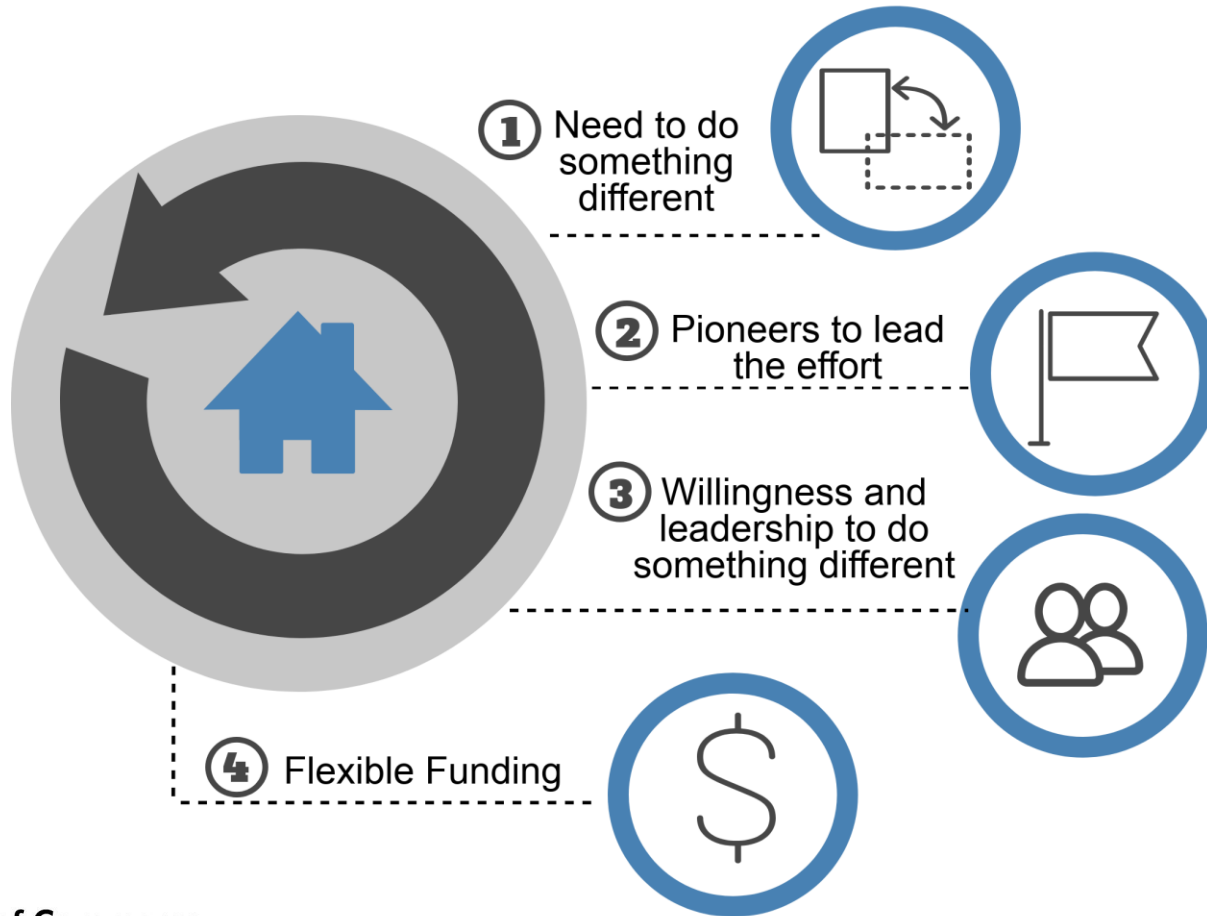 1 Need to do
something
different
2 Pioneers to lead
the effort
3 Willingness and
leadership to do
something different
4 Flexible Funding
$